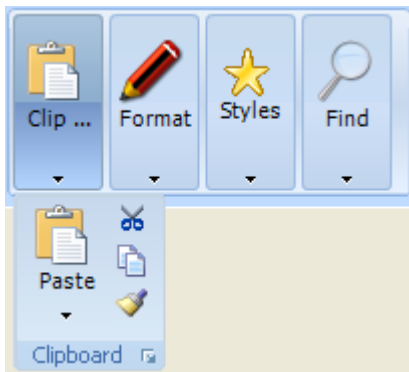 Clip ...
Format
Styles
Find
Paste
Clipboard